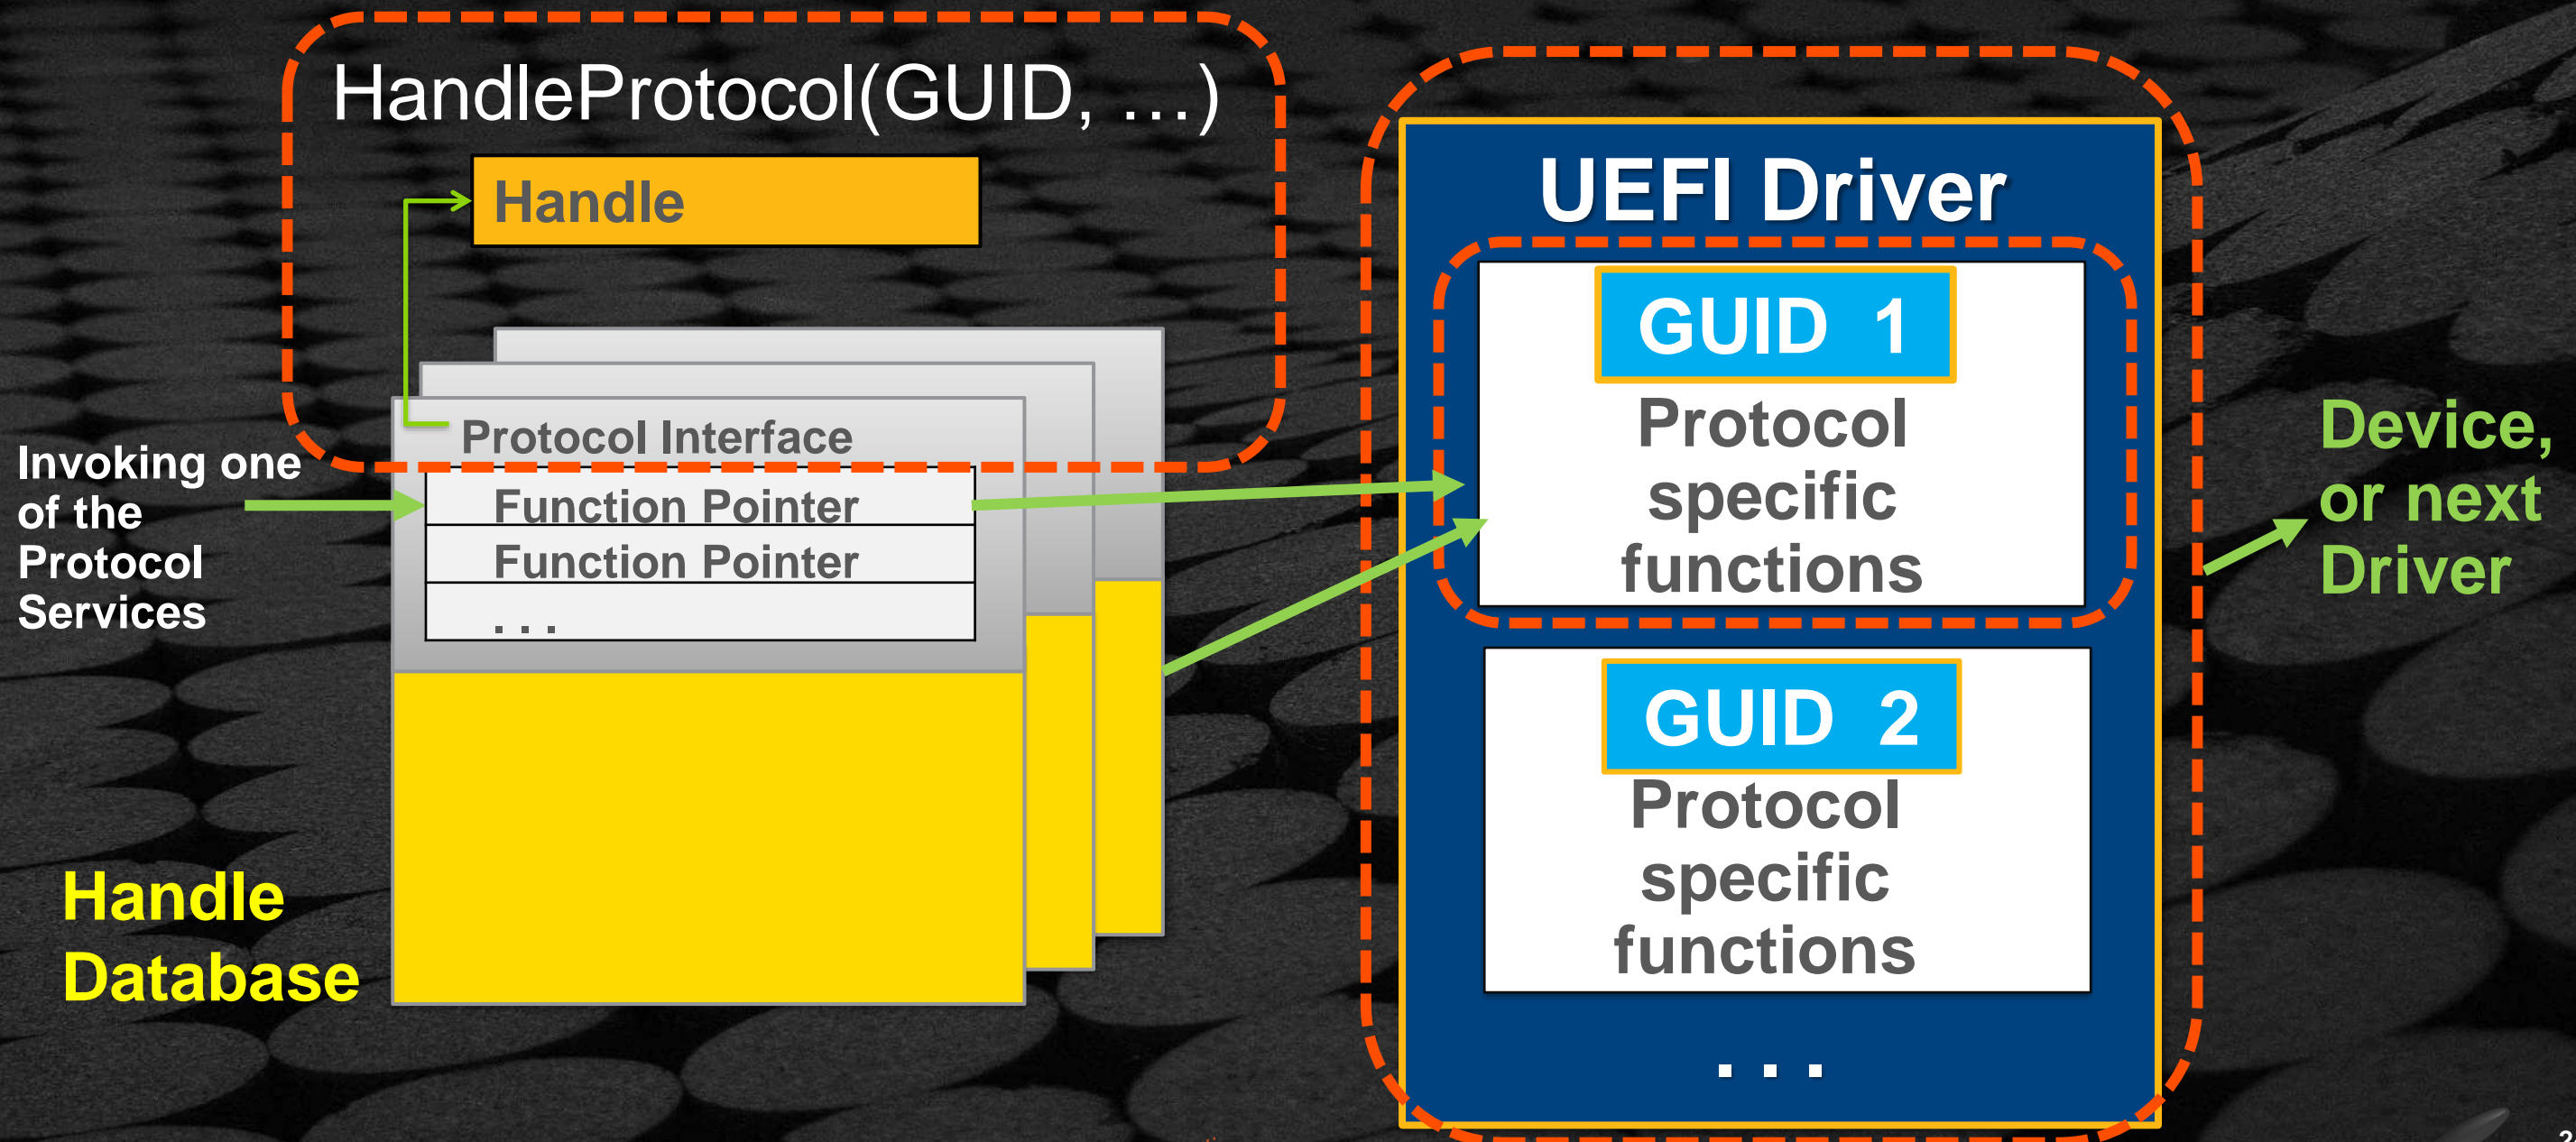 HandleProtocol(GUID, …)
Handle
Protocol Interface
Function Pointer
Function Pointer
. . .
Invoking one
of the
Protocol
Services
Handle
Database
UEFI Driver
GUID 1
Protocol
specific
functions
GUID 2
Protocol
specific
functions
. . .
Device,
or next
Driver